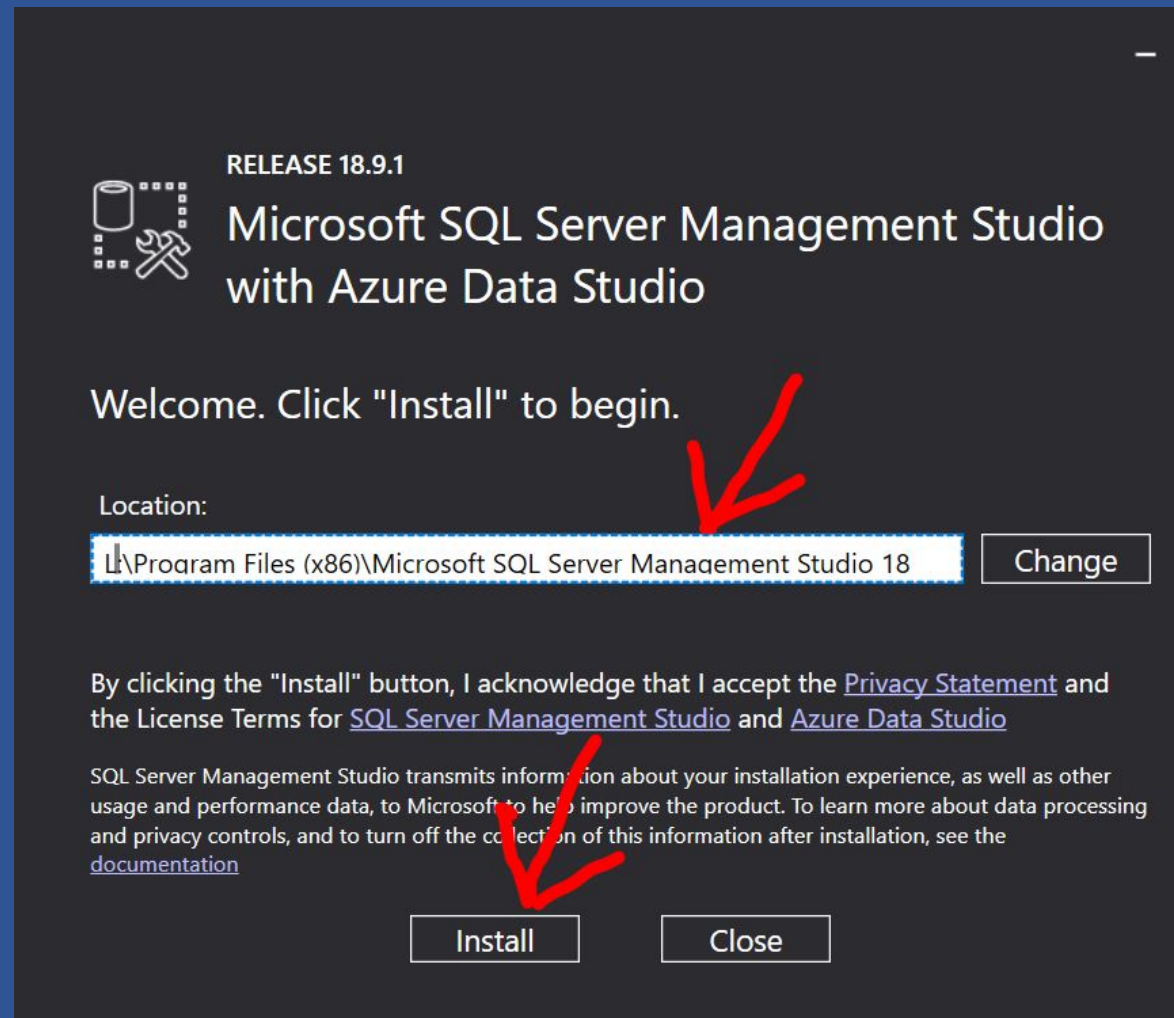 RELEASE 18.9.1
Microsoft SQL Server Management Studio
with Azure Data Studio
Welcome. Click "Install" to begin.
Location:
L:\Program Files (x86)\Microsoft SQL Server Management Studio 18
Change
By clicking the "Install" button, I acknowledge that I accept the Privacy Statement and
the License Terms for SQL Server Management Studio and Azure Data Studio
SQL Server Management Studio transmits information about your installation experience, as well as other
usage and performance data, to Microsoft to help improve the product. To learn more about data processing
and privacy controls, and to turn off the collection of this information after installation, see the
documentation
Install
Close